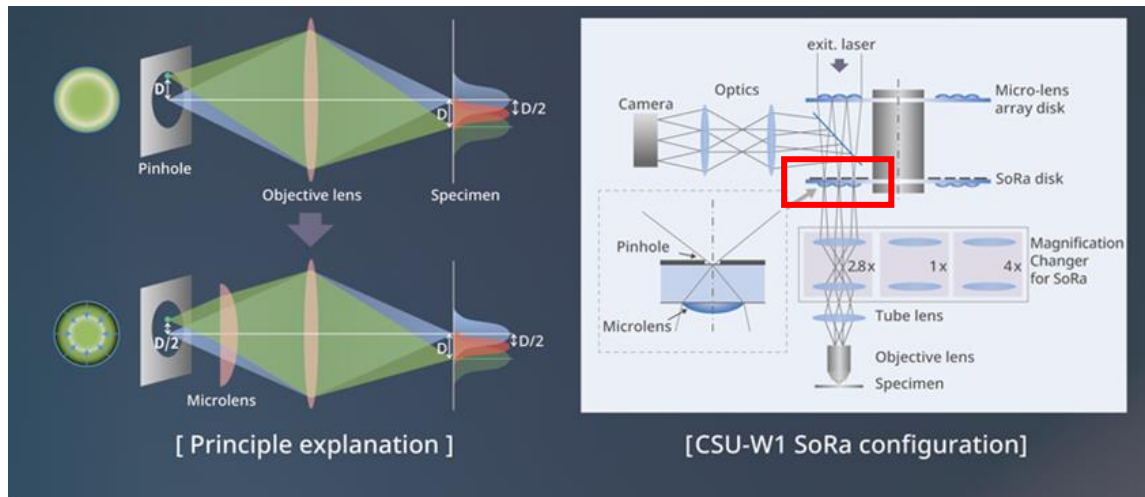 D
D
D/2
Pinhole
Objective lens
Specimen
D/2
D
D/2
Microlens
[ Principle explanation ]
exit. laser
Camera
Optics
Micro-lens
array disk
SoRa disk
Pinhole
Microlens
2.8x
1x
4x
Magnification
Changer
for SoRa
Tube lens
Objective lens
Specimen
[CSU-W1 SoRa configuration]